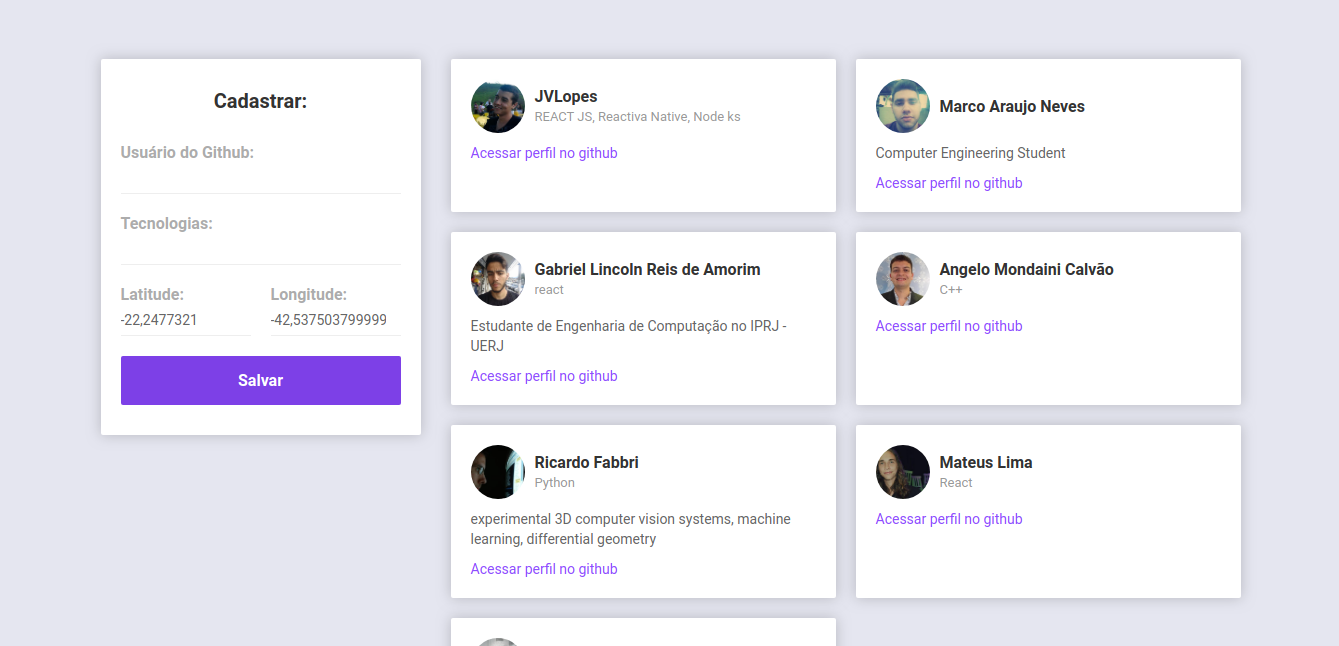 Cadastrar:
Usuário do Github:
Tecnologias:
Latitude:
Longitude:
-22,2477321
-42,537503799999
Salvar
JVLopes
REACT JS, Reactiva Native, Node ks
Acessar perfil no github
Marco Araujo Neves
Computer Engineering Student
Acessar perfil no github
Gabriel Lincoln Reis de Amorim
react
Estudante de Engenharia de Computação no IPRJ -
UERJ
Acessar perfil no github
Angelo Mondaini Calvão
C++
Acessar perfil no github
Ricardo Fabbri
Python
experimental 3D computer vision systems, machine
learning, differential geometry
Acessar perfil no github
Mateus Lima
React
Acessar perfil no github